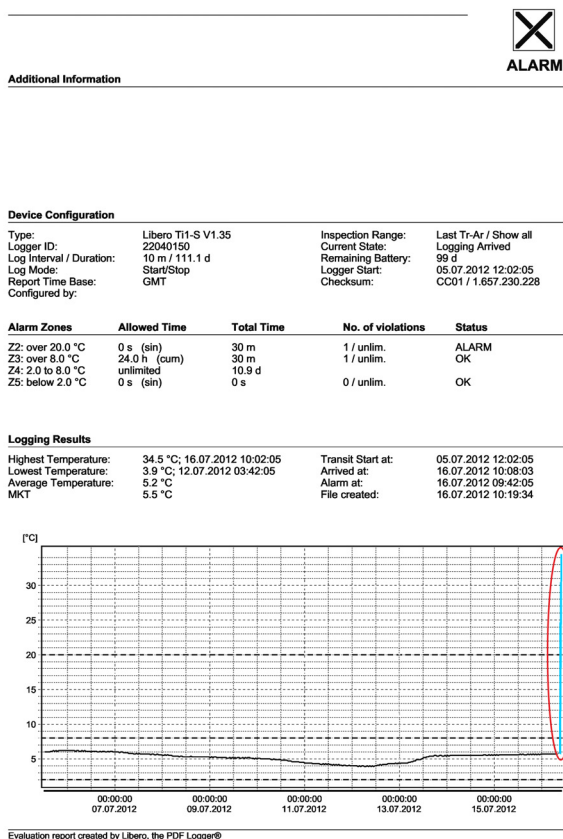 ALARM
Additional Information
Device Configuration
Type: Libero Ti1-S V1.35 Inspection Range: Last Tr-Ar / Show all
Logger ID: 22040150 Current State: Logging Arrived
Log Interval / Duration: 10 m / 111.1 d Remaining Battery: 99 d
Log Mode: Start/Stop Logger Start: 05.07.2012 12:02:05
Report Time Base: GMT Checksum: CC01 / 1.657.230.228
Configured by:
Alarm Zones Allowed Time Total Time No. of violations Status
Z2: over 20.0 °C 0 s (sin) 30 m 1 / unlim. ALARM
Z3: over 8.0 °C 24.0 h (cum) 30 m 1 / unlim. OK
Z4: 2.0 to 8.0 °C unlimited 10.9 d
Z5: below 2.0 °C 0 s (sin) 0 s 0 / unlim. OK
Logging Results
Highest Temperature: 34.5 °C; 16.07.2012 10:02:05 Transit Start at: 05.07.2012 12:02:05
Lowest Temperature: 3.9 °C; 12.07.2012 03:42:05 Arrived at: 16.07.2012 10:08:03
Average Temperature: 5.2 °C Alarm at: 16.07.2012 09:42:05
MKT 5.5 °C File created: 16.07.2012 10:19:34
[°C]
30
25
20
15
10
5
00:00:00 00:00:00 00:00:00 00:00:00 00:00:00
07.07.2012 09.07.2012 11.07.2012 13.07.2012 15.07.2012
Evaluation report created by Libero, the PDF Logger®